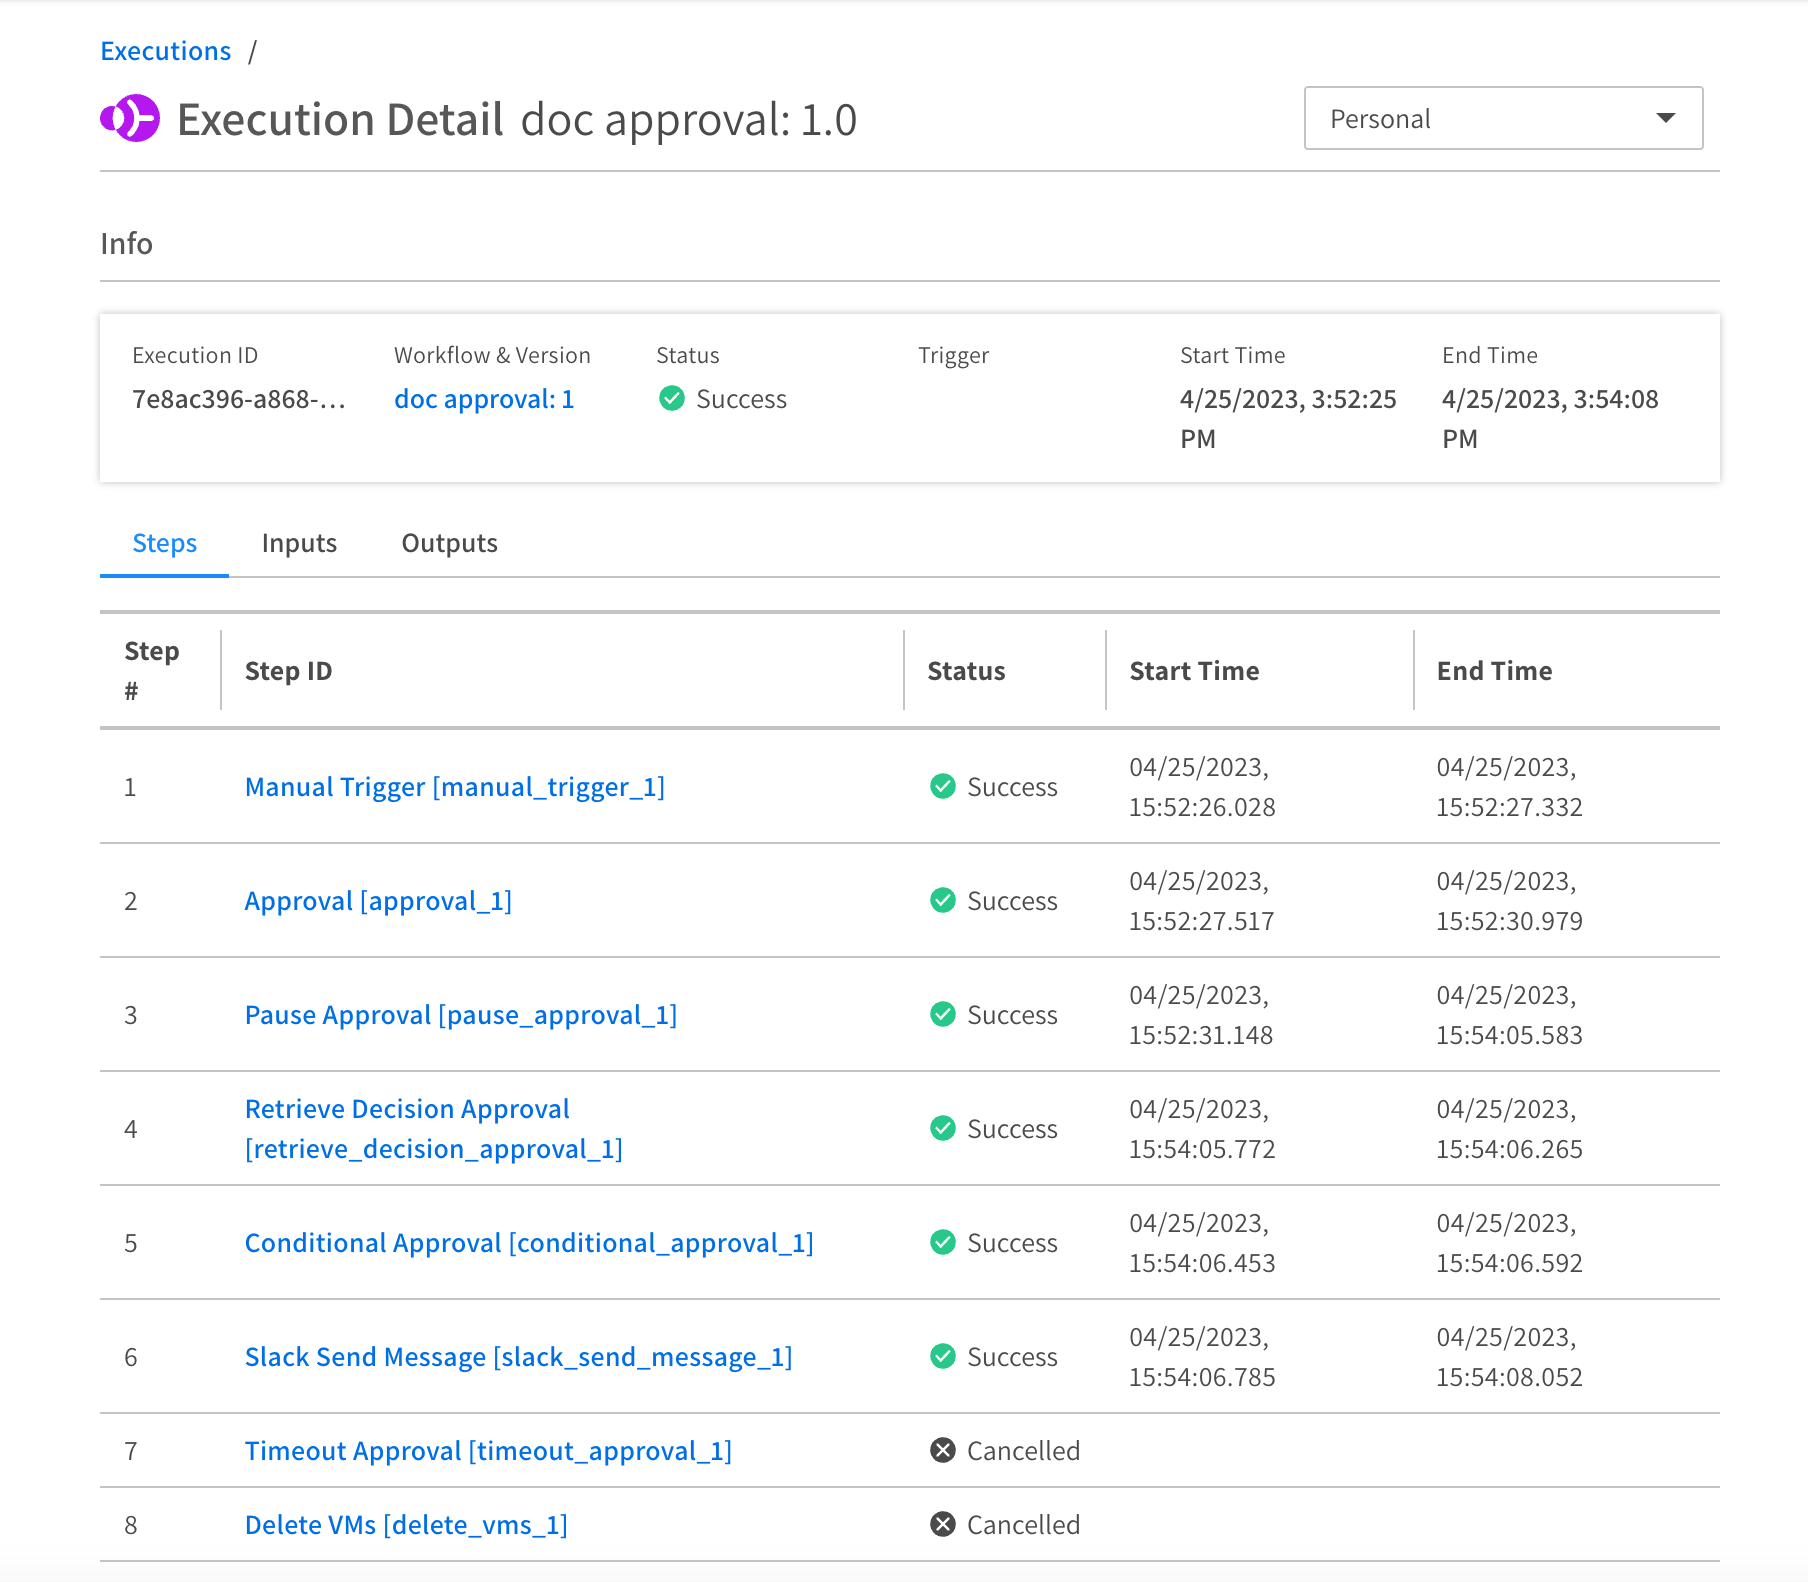 Executions /
Execution Detail doc approval: 1.0
Personal
Info
Execution ID
7e8ac396-a868-...
Workflow & Version
doc approval: 1
Status
Success
Trigger
Start Time
4/25/2023, 3:52:25
PM
End Time
4/25/2023, 3:54:08
PM
Steps Inputs Outputs
Step
#
Step ID
Status
Start Time
End Time
1
Manual Trigger [manual_trigger_1]
Success
04/25/2023,
15:52:26.028
04/25/2023,
15:52:27.332
2
Approval [approval_1]
Success
04/25/2023,
15:52:27.517
04/25/2023,
15:52:30.979
3
Pause Approval [pause_approval_1]
Success
04/25/2023,
15:52:31.148
04/25/2023,
15:54:05.583
4
Retrieve Decision Approval
[retrieve_decision_approval_1]
Success
04/25/2023,
15:54:05.772
04/25/2023,
15:54:06.265
5
Conditional Approval [conditional_approval_1]
Success
04/25/2023,
15:54:06.453
04/25/2023,
15:54:06.592
6
Slack Send Message [slack_send_message_1]
Success
04/25/2023,
15:54:06.785
04/25/2023,
15:54:08.052
7
Timeout Approval [timeout_approval_1]
Cancelled
8
Delete VMs [delete_vms_1]
Cancelled